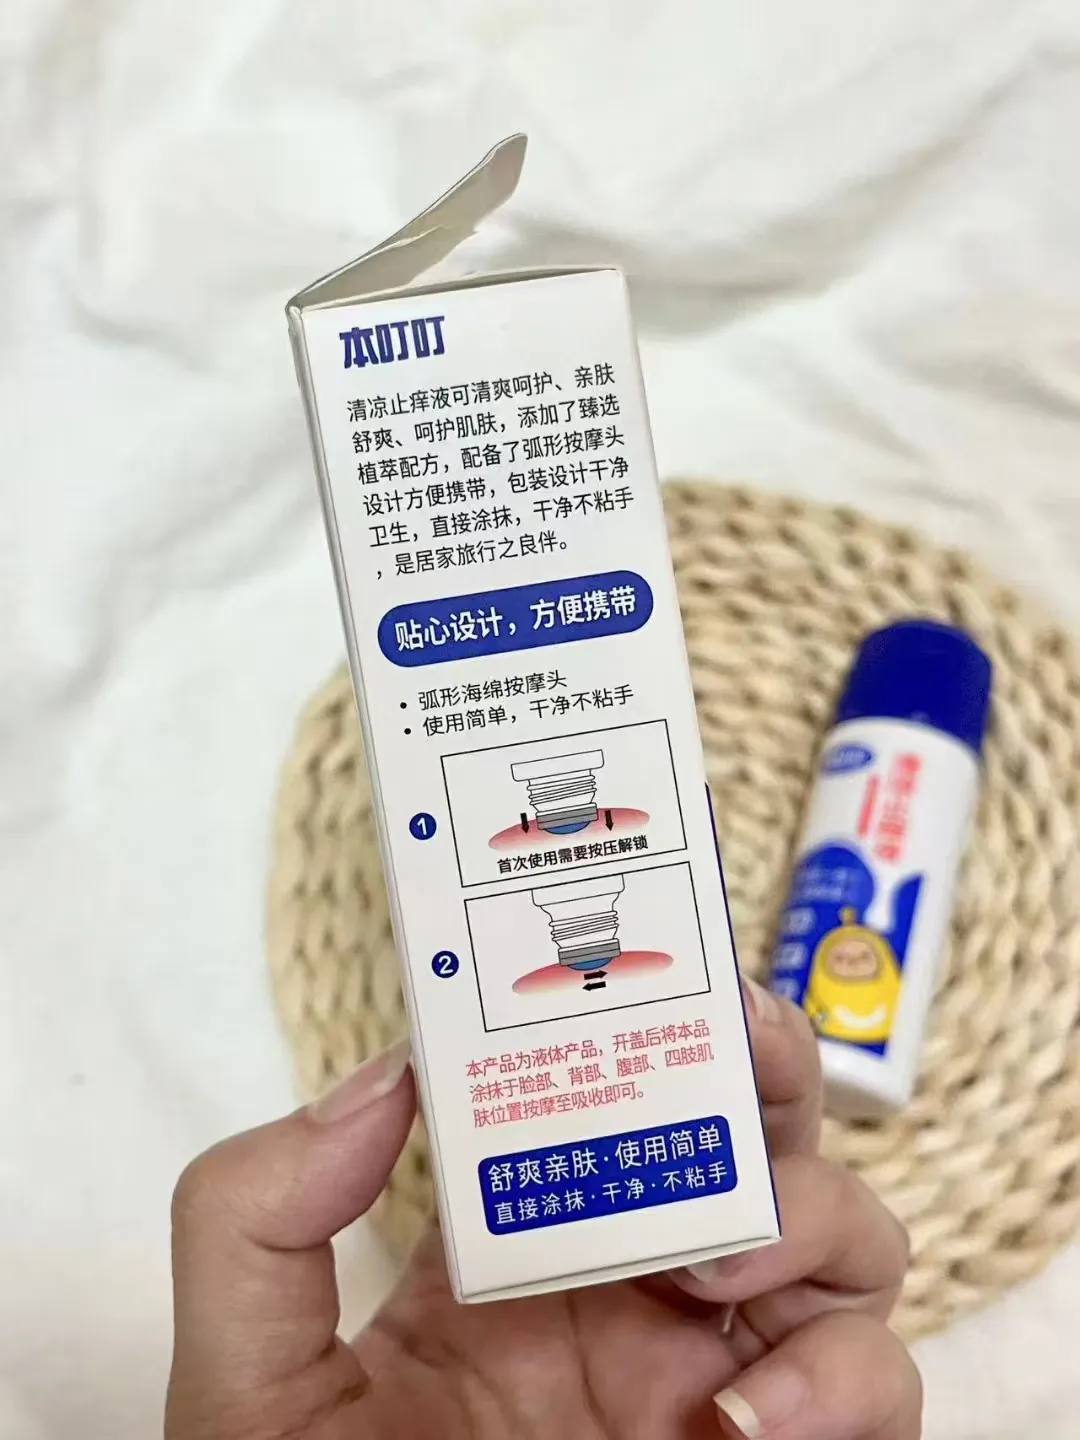 本叮叮
清凉止痒液可清爽呵护、亲肤
舒爽、呵护肌肤，添加了臻选
植萃配方，配备了弧形按摩头
设计方便携带，包装设计干净
卫生，直接涂抹，干净不粘手
，是居家旅行之良伴。
贴心设计，方便携带
• 弧形海绵按摩头
• 使用简单，干净不粘手
1
首次使用需要按压解锁
2
本产品为液体产品，开盖后将本品
涂抹于脸部、背部、腹部、四肢肌
肤位置按摩至吸收即可。
舒爽亲肤·使用简单
直接涂抹·干净·不粘手